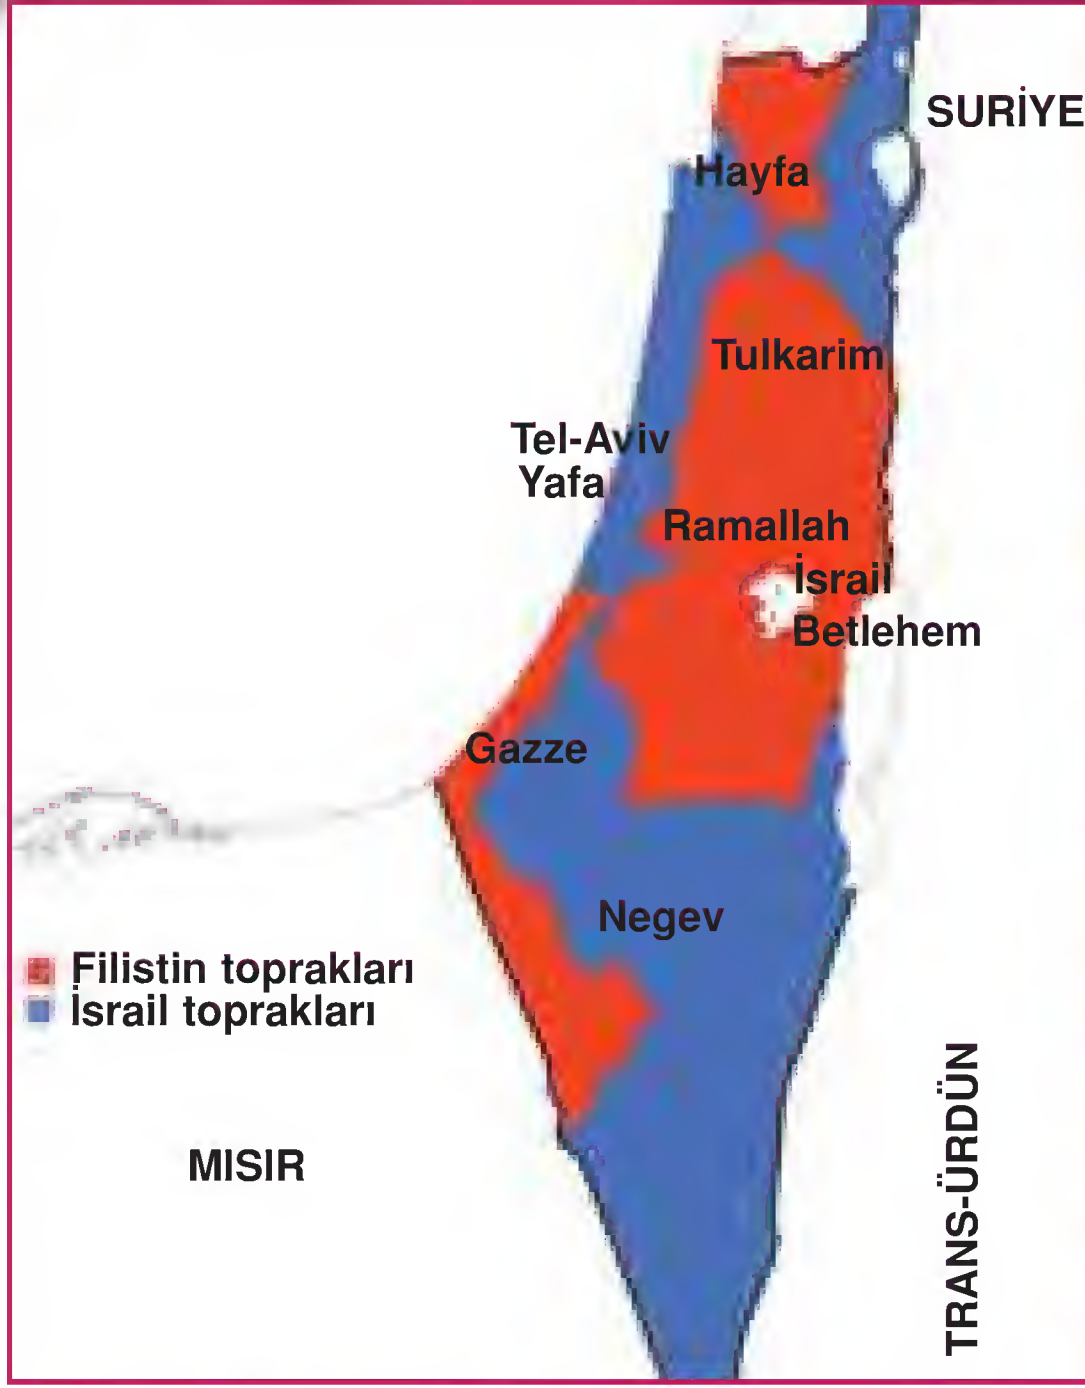 SURİYE
Hayfa
Tulkarim
Tel-Aviv
Yafa
Ramallah
İsrail
Betlehem
Gazze
Negev
Filistin toprakları
İsrail toprakları
MISIR
TRANS-ÜRDÜN